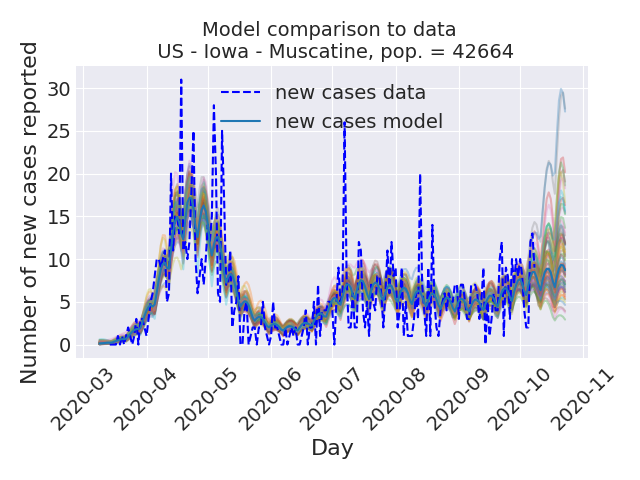 Model comparison to data
US - Iowa - Muscatine, pop. = 42664
Number of new cases reported
30
25
20
15
10
5
0
new cases data
new cases model
2020-03
2020-04
2020-05
2020-06
2020-07
2020-08
2020-09
2020-10
2020-11
Day